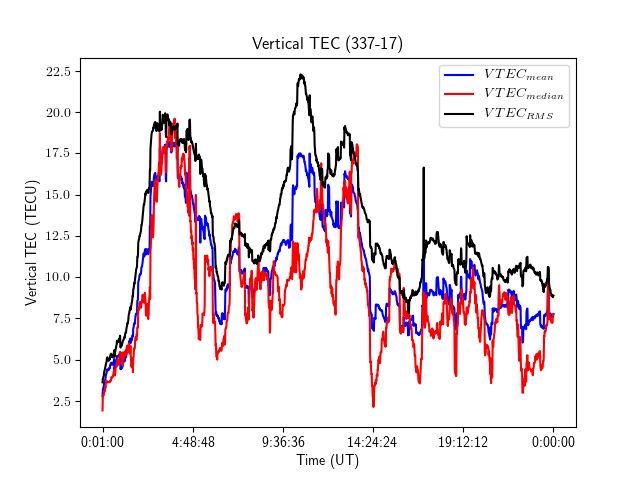 Vertical TEC (337-17)
VTEC_mean
VTEC_median
VTEC_RMS
22.5
20.0
17.5
15.0
12.5
10.0
7.5
5.0
2.5
Vertical TEC (TECU)
0:01:00 4:48:48 9:36:36 14:24:24 19:12:12 0:00:00
Time (UT)